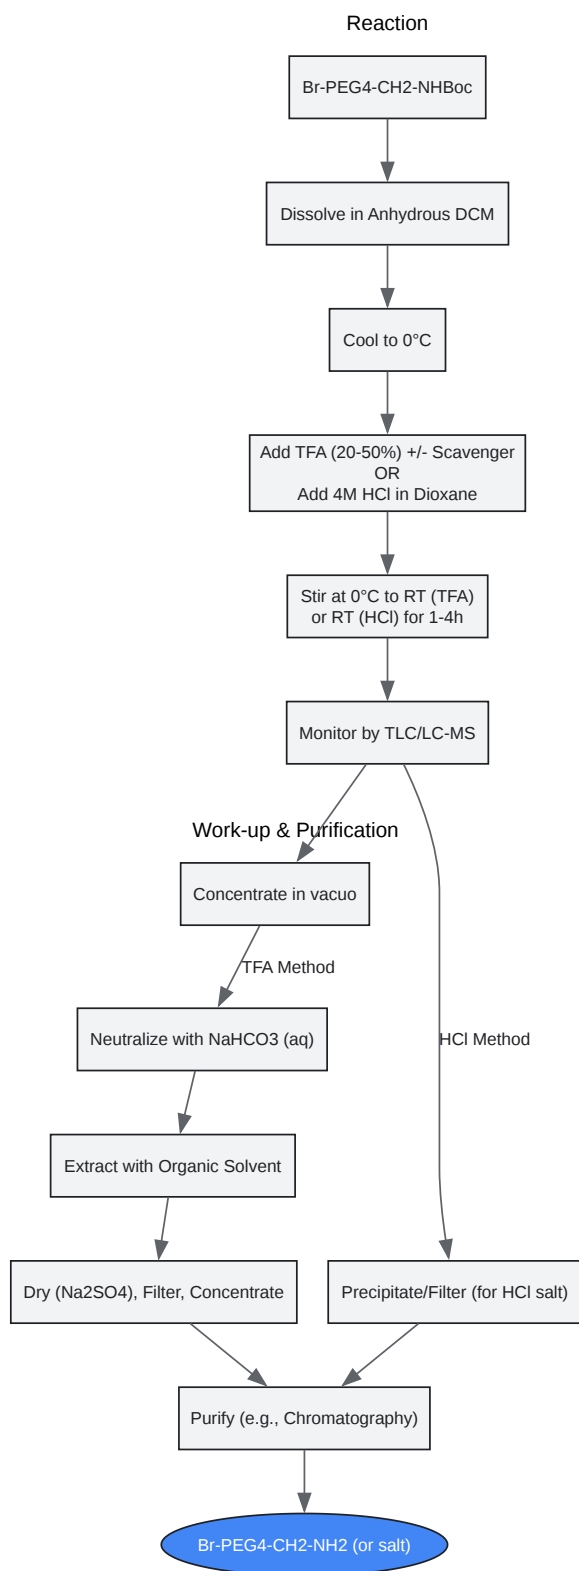 Reaction
Br-PEG4-CH2-NHBoc
Dissolve in Anhydrous DCM
Cool to 0°C
Add TFA (20-50%) +/- Scavenger
OR
Add 4M HCl in Dioxane
Stir at 0°C to RT (TFA)
or RT (HCl) for 1-4h
Monitor by TLC/LC-MS
Work-up & Purification
Concentrate in vacuo
TFA Method
Neutralize with NaHCO3 (aq)
HCl Method
Extract with Organic Solvent
Dry (Na2SO4), Filter, Concentrate
Precipitate/Filter (for HCl salt)
Purify (e.g., Chromatography)
Br-PEG4-CH2-NH2 (or salt)